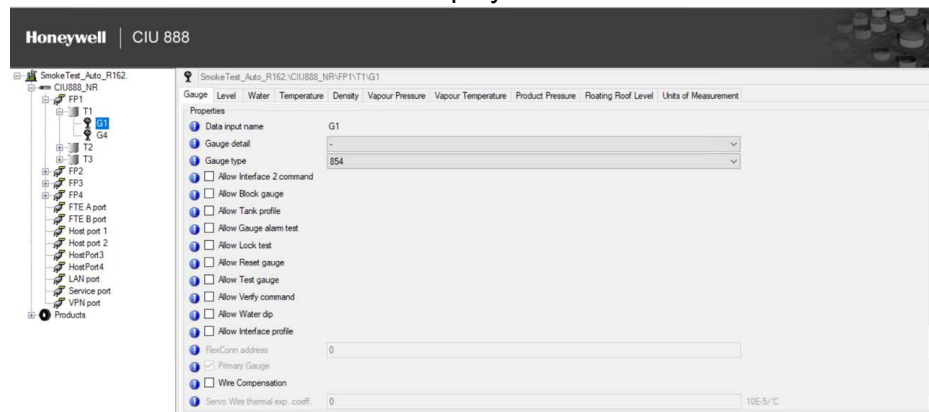 Honeywell | CIU 888
SmokeTest_Auto_R162.
CIU888_NR
FP1
T1
G1
G4
T2
T3
FP2
FP3
FP4
FTE A port
FTE B port
Host port 1
Host port 2
HostPort3
HostPort4
LAN port
Service port
VPN port
Products
SmokeTest_Auto_R162.\CIU888_NR\FP1\T1\G1
Gauge Level Water Temperature Density Vapour Pressure Vapour Temperature Product Pressure Floating Roof Level Units of Measurement
Properties
Data input name G1
Gauge detail -
Gauge type 854
Allow Interface 2 command
Allow Block gauge
Allow Tank profile
Allow Gauge alarm test
Allow Lock test
Allow Reset gauge
Allow Test gauge
Allow Verify command
Allow Water dip
Allow Interface profile
FlexConn address 0
Primary Gauge
Wire Compensation
Servo Wire thermal exp. coeff.. 0 10E-5/°C